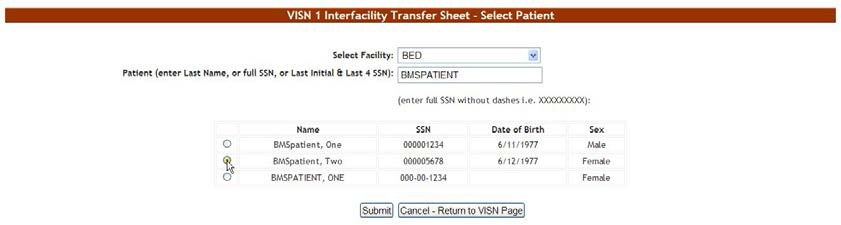 VISN 1 Interfacility Transfer Sheet - Select Patient
Select Facility: BED
Patient (enter Last Name, or full SSN, or Last Initial & Last 4 SSN): BMSPATIENT
(enter full SSN without dashes i.e. XXXXXXXXX):
Name SSN Date of Birth Sex
BMSpatient, One 000001234 6/11/1977 Male
BMSpatient, Two 000005678 6/12/1977 Female
BMSPATIENT, ONE 000-00-1234 Female
Submit Cancel - Return to VISN Page